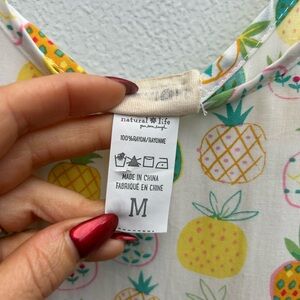 natural life
100%RAYON/RAYONNE
MADE IN CHINA
FABRIQUÉ EN CHINE
M